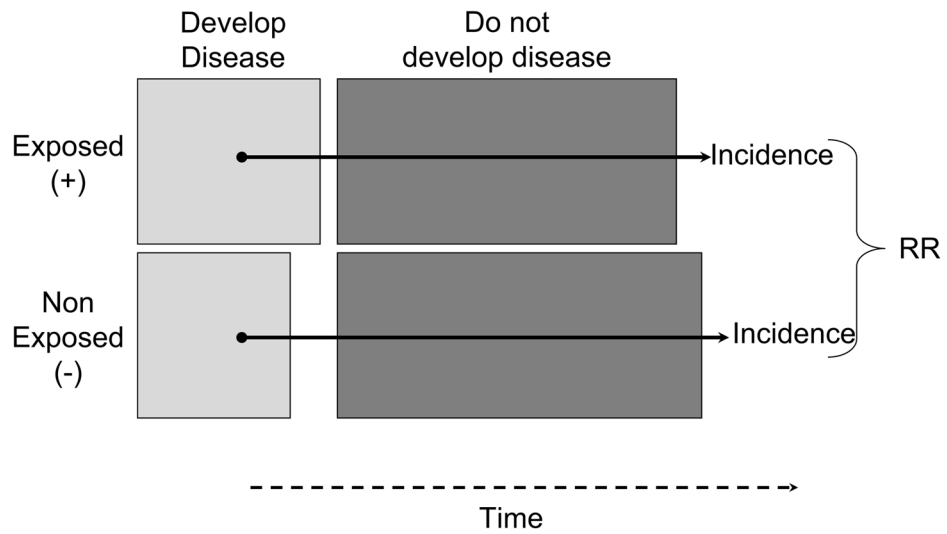 Develop
Disease
Do not
develop disease
Exposed
(+)
Incidence
RR
Non
Exposed
(-)
Incidence
Time